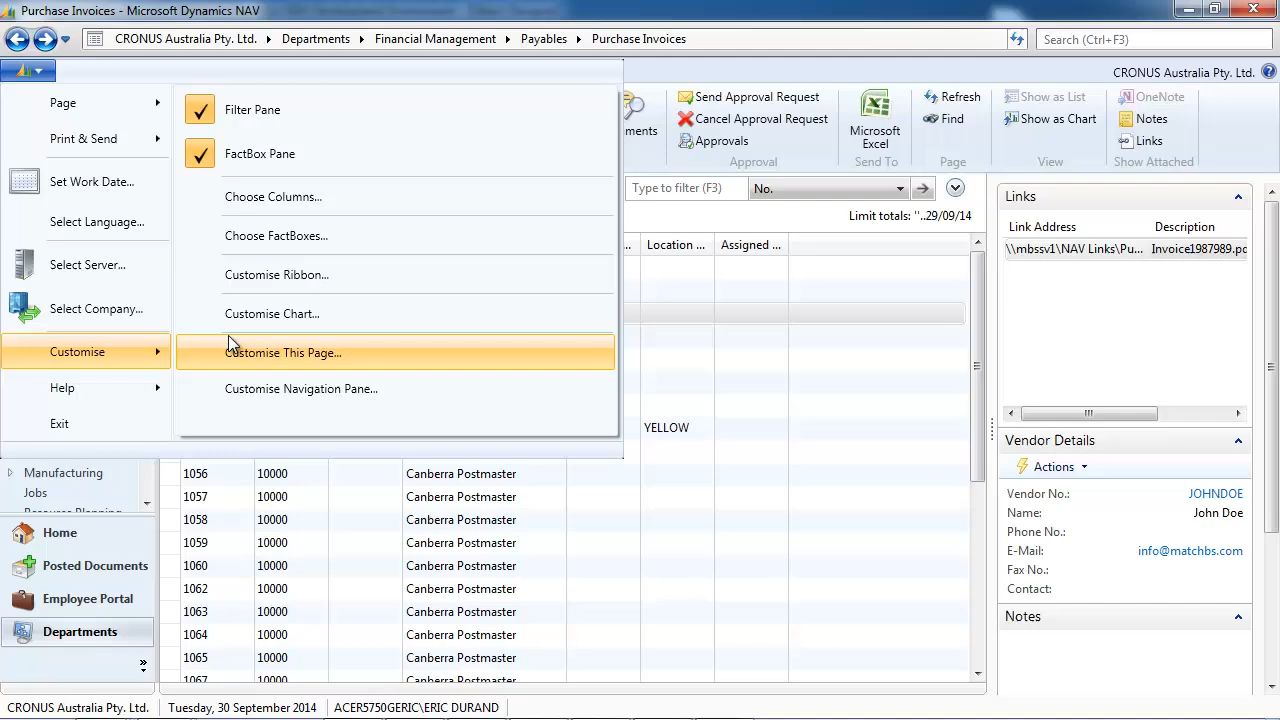 Purchase Invoices - Microsoft Dynamics NAV
CRONUS Australia Pty. Ltd. Departments Financial Management Payables Purchase Invoices
Search (Ctrl+F3)
CRONUS Australia Pty. Ltd.
Page
Print & Send
Set Work Date...
Select Language...
Select Server...
Select Company...
Customise
Help
Exit
Filter Pane
FactBox Pane
Choose Columns...
Choose FactBoxes...
Customise Ribbon...
Customise Chart...
Customise This Page...
Customise Navigation Pane...
ments
Send Approval Request
Cancel Approval Request
Approvals
Approval
Microsoft
Excel
Send To
Refresh
Find
Page
Show as List
Show as Chart
View
OneNote
Notes
Links
Show Attached
Type to filter (F3) No.
Limit totals: ''..29/09/14
... Location ... Assigned ...
YELLOW
1056 10000 Canberra Postmaster
1057 10000 Canberra Postmaster
1058 10000 Canberra Postmaster
1059 10000 Canberra Postmaster
1060 10000 Canberra Postmaster
1062 10000 Canberra Postmaster
1063 10000 Canberra Postmaster
1064 10000 Canberra Postmaster
1065 10000 Canberra Postmaster
1067 10000 Canberra Postmaster
Links
Link Address Description
\\mbssv1\NAV Links\Pu... Invoice1987989.pc
Vendor Details
Actions
Vendor No.: JOHNDOE
Name: John Doe
Phone No.:
E-Mail: info@matchbs.com
Fax No.:
Contact:
Notes
Manufacturing
Jobs
Resource Planning
Home
Posted Documents
Employee Portal
Departments
CRONUS Australia Pty. Ltd. Tuesday, 30 September 2014 ACER5750GERIC\ERIC DURAND